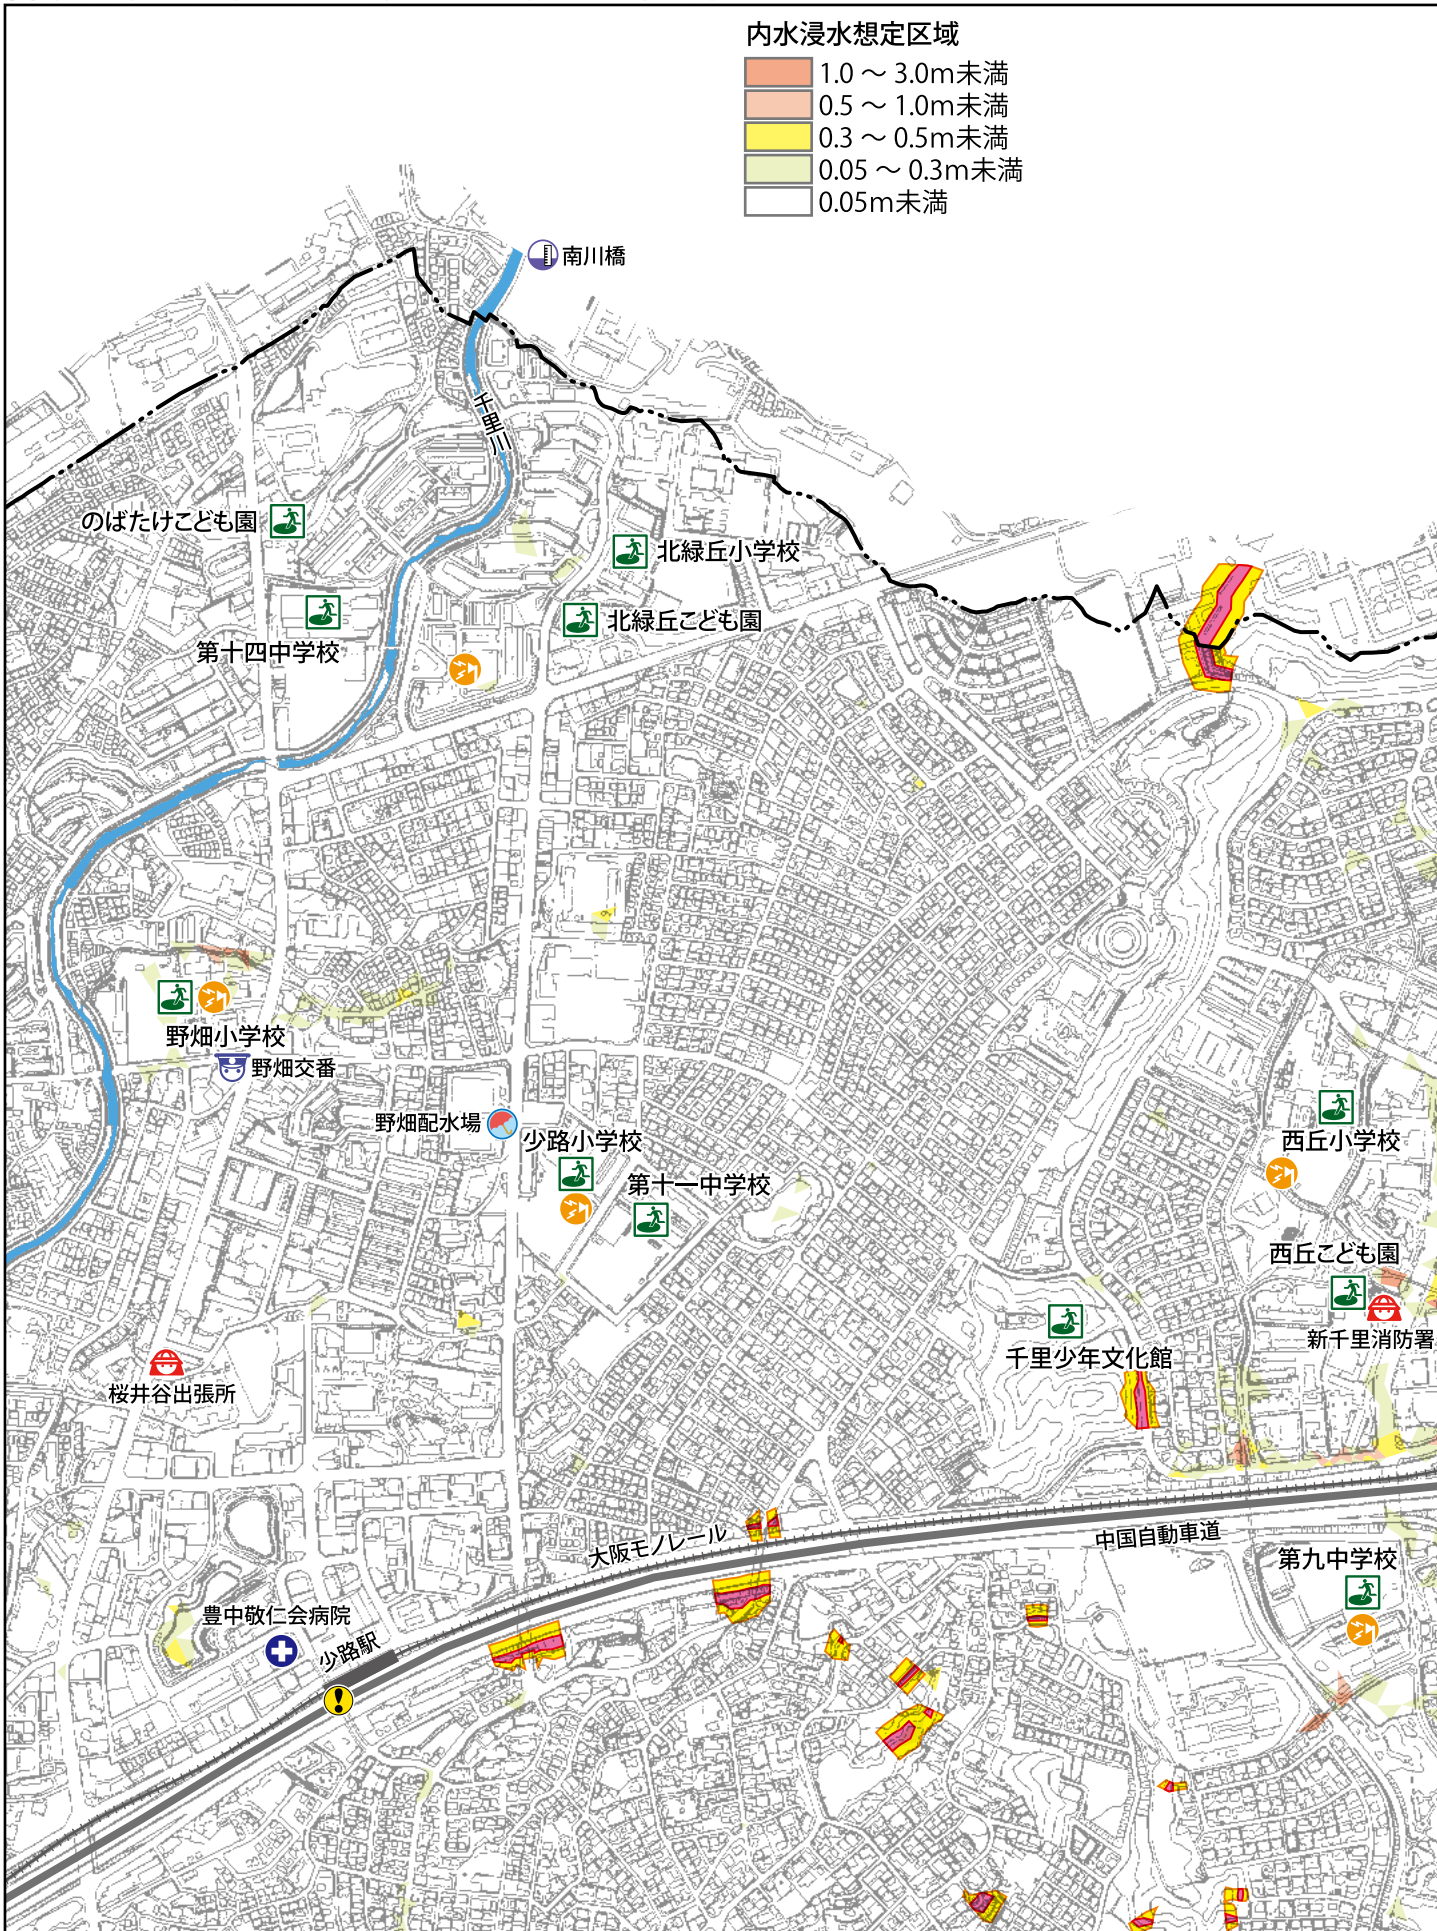 内水浸水想定区域
1.0 ～ 3.0m未満
0.5 ～ 1.0m未満
0.3 ～ 0.5m未満
0.05 ～ 0.3m未満
0.05m未満
南川橋
千里川
のばたけこども園
北緑丘小学校
北緑丘こども園
第十四中学校
野畑小学校
野畑交番
野畑配水場
少路小学校
第十一中学校
西丘小学校
西丘こども園
新千里消防署
千里少年文化館
桜井谷出張所
大阪モノレール
中国自動車道
第九中学校
豊中敬仁会病院
少路駅